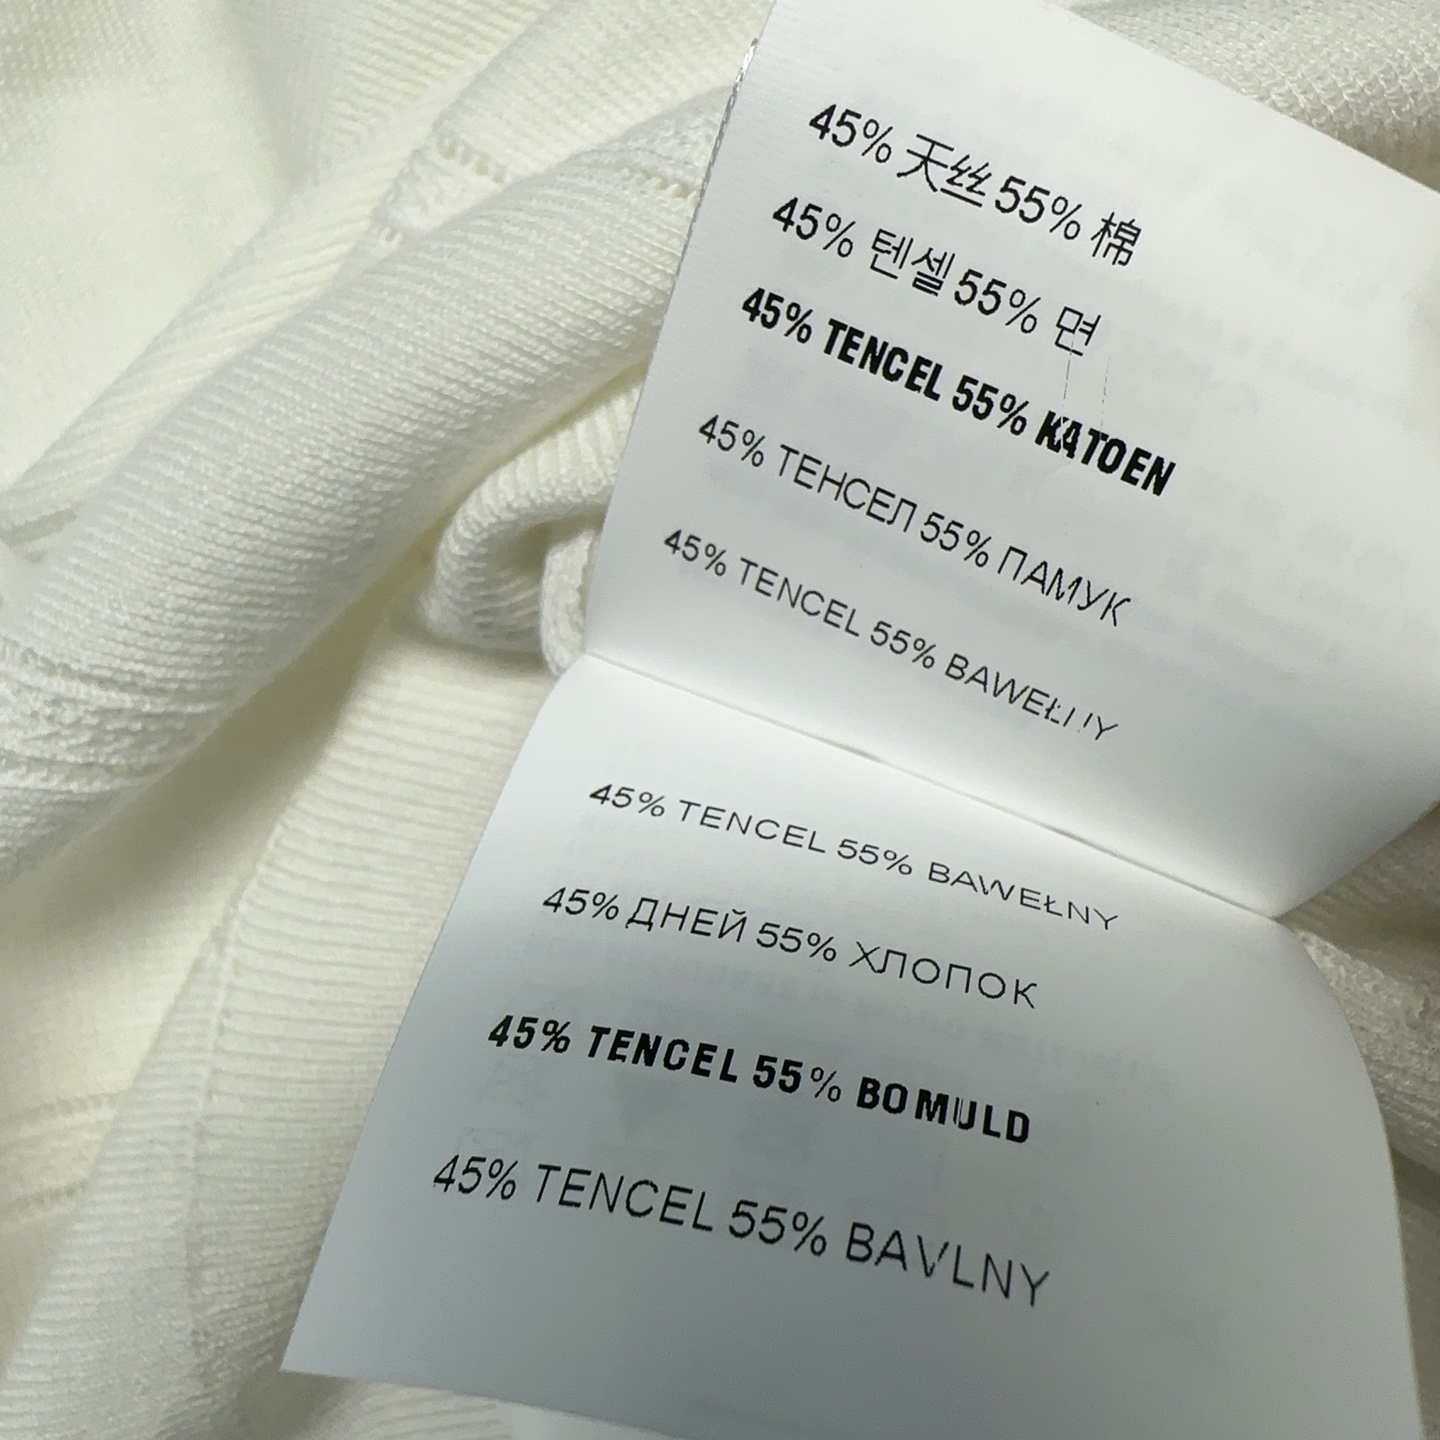 45% 天丝 55% 棉
45% 텐셀 55% 면
45% TENCEL 55% KATOEN
45% ТЕНСЕЛ 55% ПАМУК
45% TENCEL 55% BAWEŁNY
45% TENCEL 55% BAWEŁNY
45% ДНЕЙ 55% ХЛОПОК
45% TENCEL 55% BOMULD
45% TENCEL 55% BAVLNY